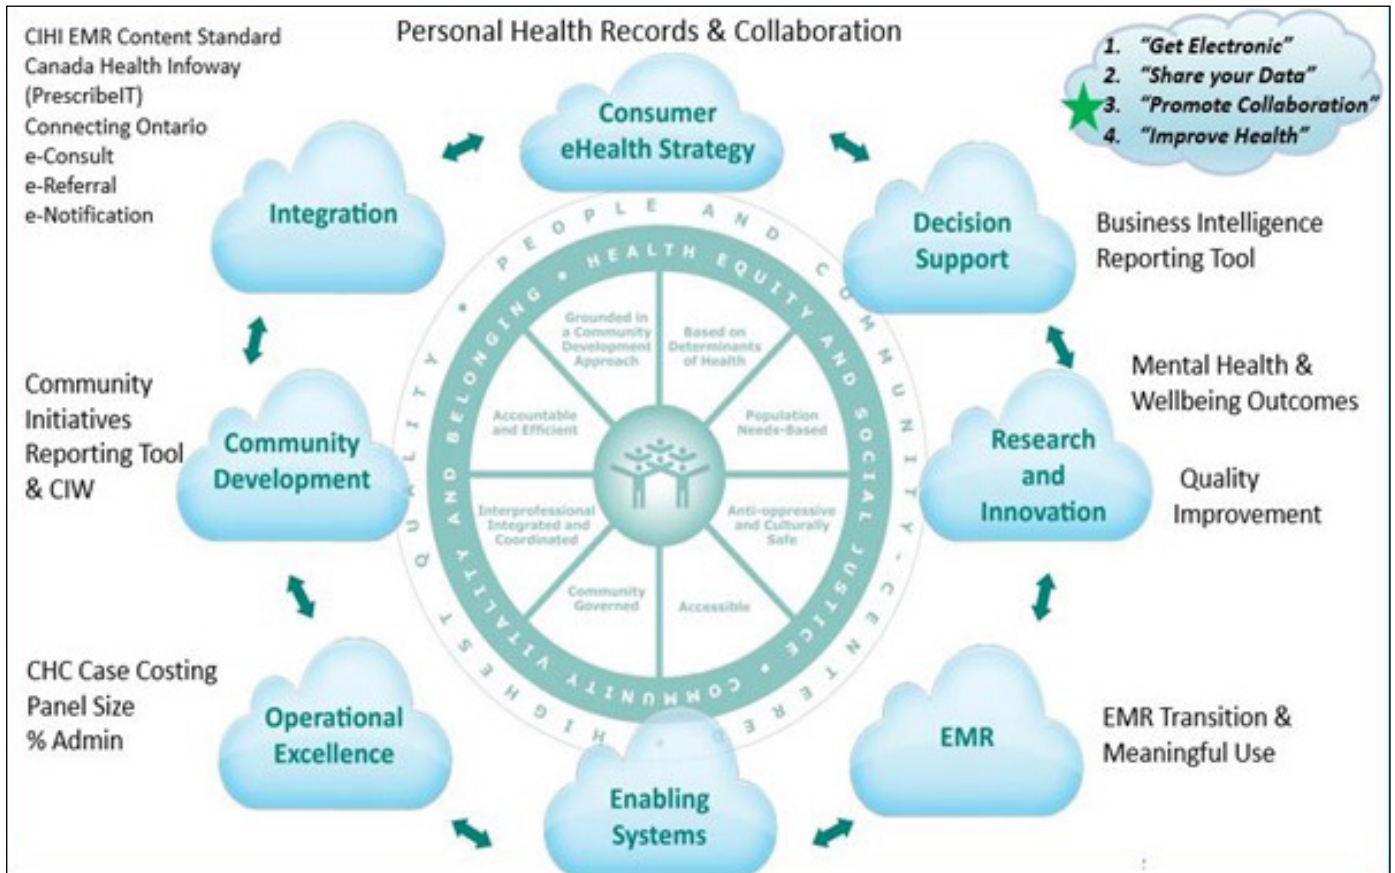 CIHI EMR Content Standard
Canada Health Infoway
(PrescribeIT)
Connecting Ontario
e-Consult
e-Referral
e-Notification
Personal Health Records & Collaboration
1. “Get Electronic”
2. “Share your Data”
3. “Promote Collaboration”
4. “Improve Health”
Consumer
eHealth Strategy
Integration
Decision
Support
Business Intelligence
Reporting Tool
Community
Initiatives
Reporting Tool
& CIW
Community
Development
Research
and
Innovation
Mental Health &
Wellbeing Outcomes
Quality
Improvement
CHC Case Costing
Panel Size
% Admin
Operational
Excellence
Enabling
Systems
EMR
EMR Transition &
Meaningful Use
HIGHEST QUALITY • PEOPLE AND COMMUNITY-CENTERED •
HEALTH EQUITY AND SOCIAL JUSTICE • COMMUNITY VITALITY AND BELONGING •
Grounded in
a Community
Development
Approach
Based on
Determinants
of Health
Population
Needs-Based
Anti-oppressive
and Culturally
Safe
Accessible
Community
Governed
Interprofessional
Integrated and
Coordinated
Accountable
and Efficient